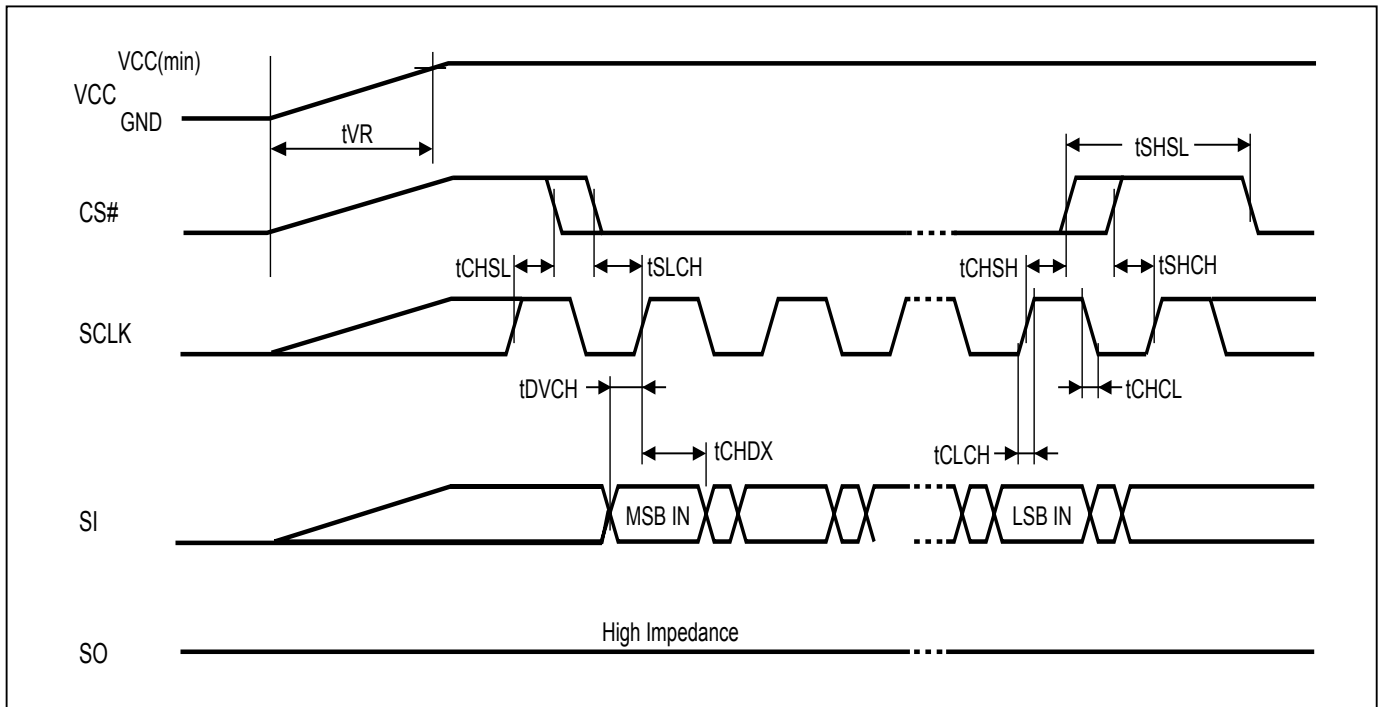 VCC(min)
VCC
GND
tVR
tSHSL
CS#
tCHSL
tSLCH
tCHSH
tSHCH
SCLK
tDVCH
tCHCL
tCHDX
tCLCH
SI
MSB IN
LSB IN
High Impedance
SO